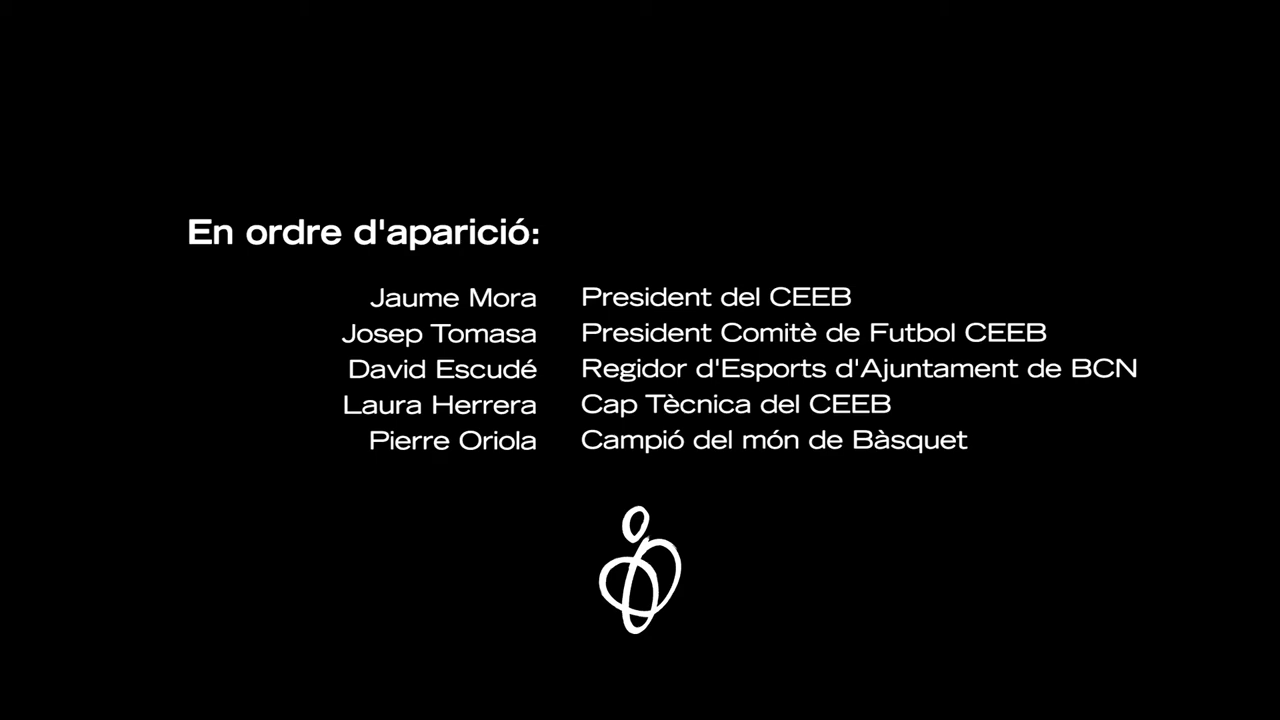 En ordre d'aparició:
Jaume Mora President del CEEB
Josep Tomasa President Comitè de Futbol CEEB
David Escudé Regidor d'Esports d'Ajuntament de BCN
Laura Herrera Cap Tècnica del CEEB
Pierre Oriola Campió del món de Bàsquet